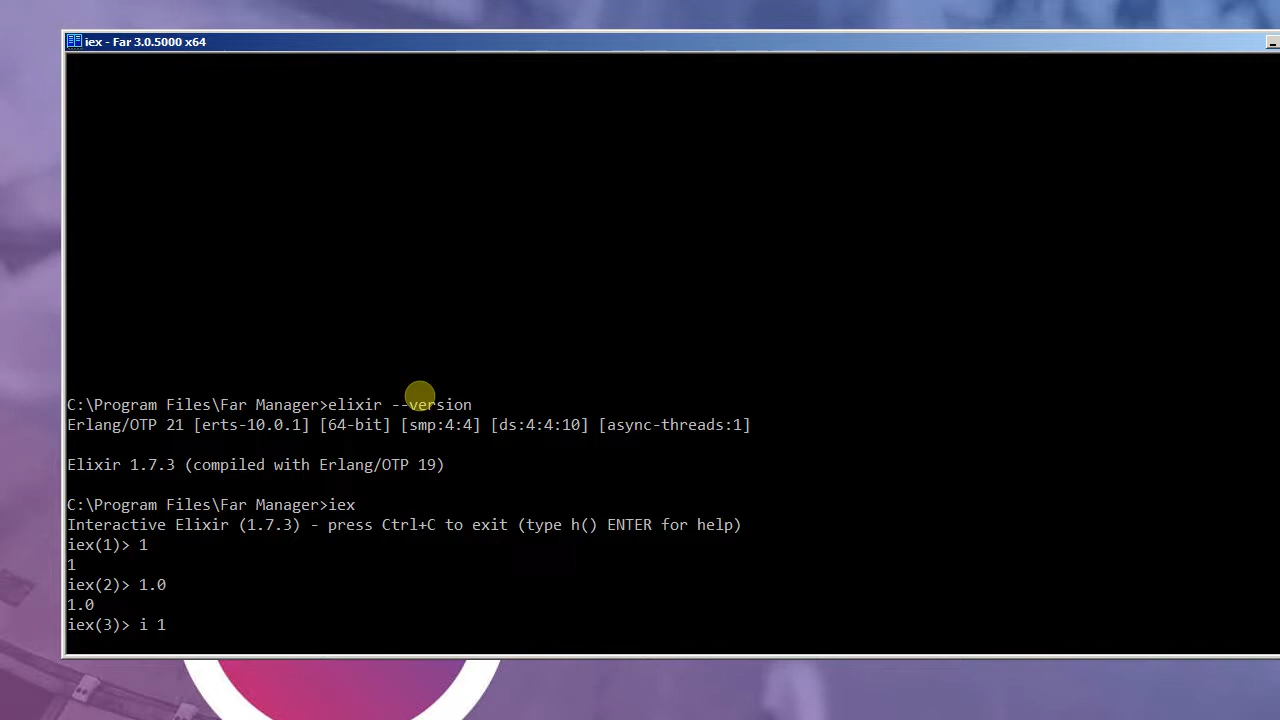 iex - Far 3.0.5000 x64
C:\Program Files\Far Manager>elixir --version
Erlang/OTP 21 [erts-10.0.1] [64-bit] [smp:4:4] [ds:4:4:10] [async-threads:1]
Elixir 1.7.3 (compiled with Erlang/OTP 19)
C:\Program Files\Far Manager>iex
Interactive Elixir (1.7.3) - press Ctrl+C to exit (type h() ENTER for help)
iex(1)> 1
1
iex(2)> 1.0
1.0
iex(3)> i 1